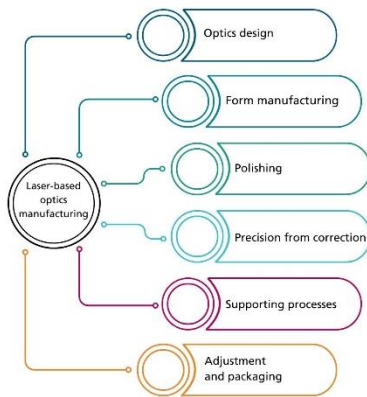 Optics design
Form manufacturing
Laser-based
optics
manufacturing
Polishing
Precision from correction
Supporting processes
Adjustment
and packaging